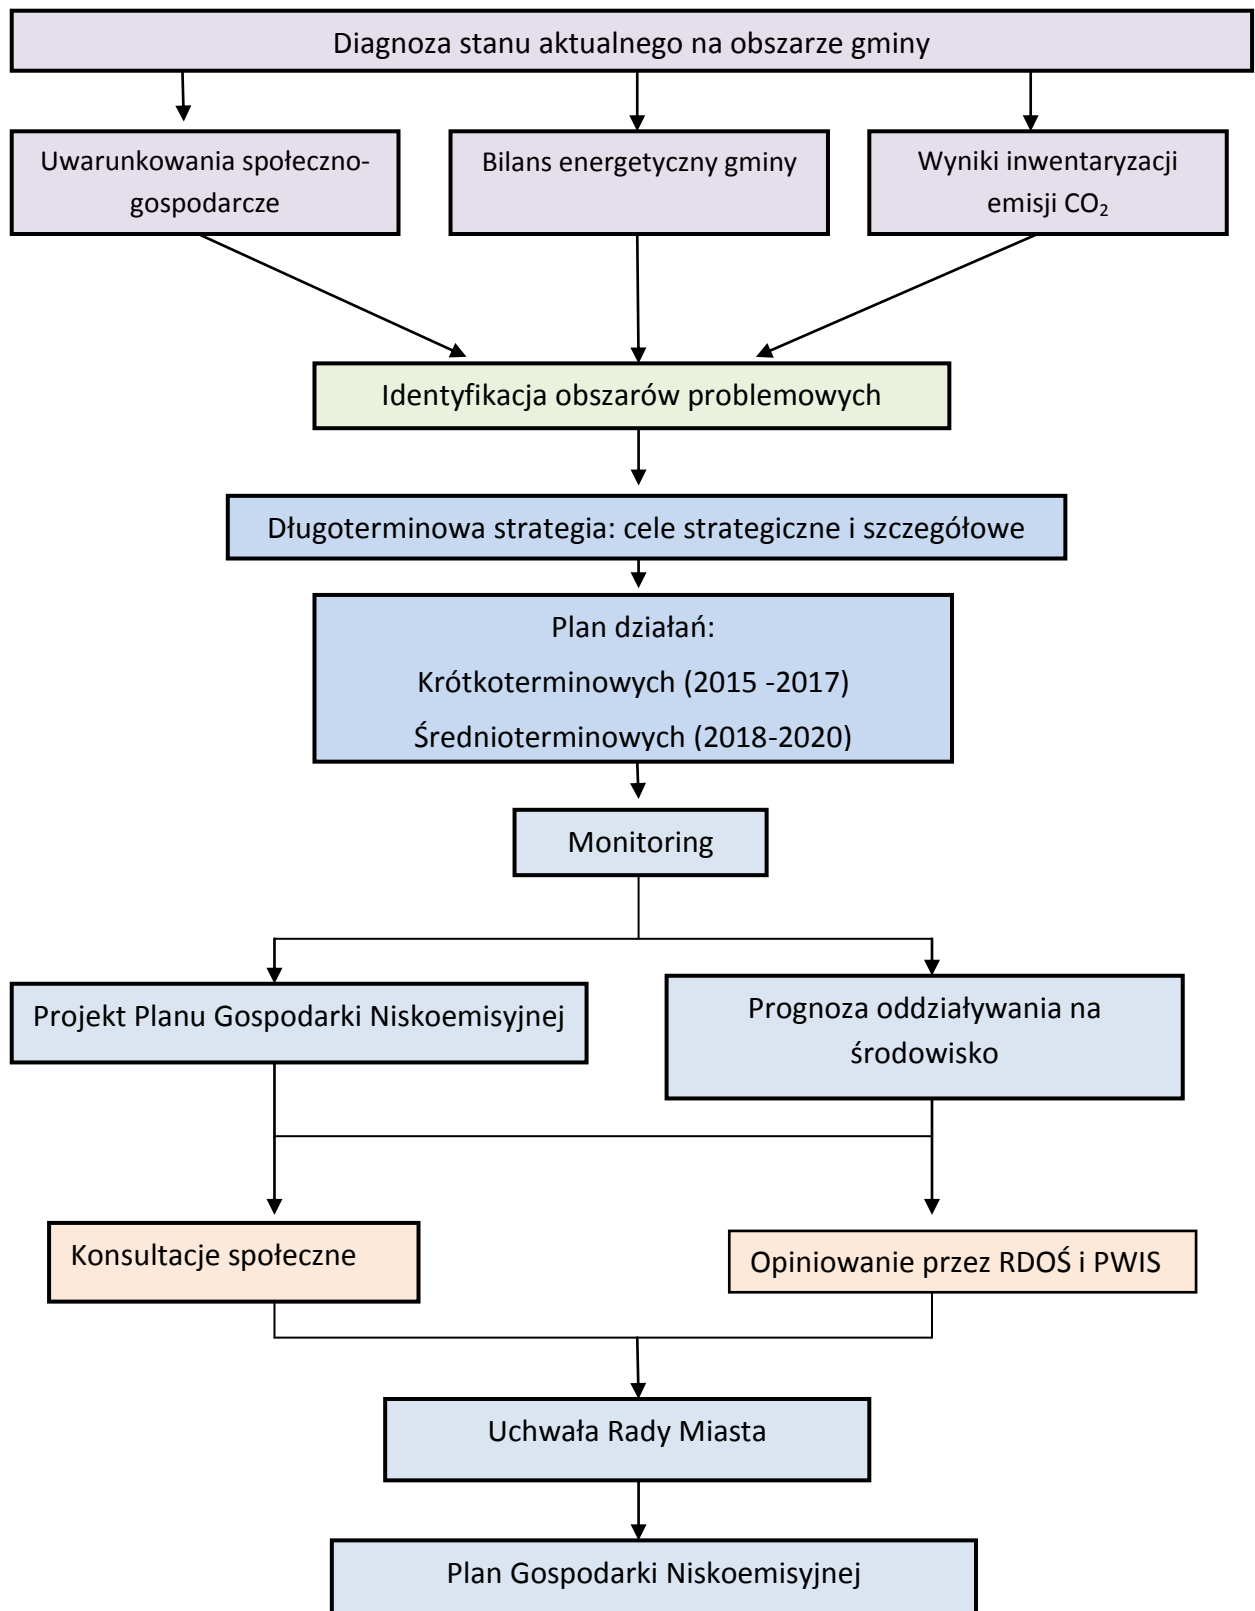 Diagnoza stanu aktualnego na obszarze gminy
Uwarunkowania społeczno-
gospodarcze
Bilans energetyczny gminy
Wyniki inwentaryzacji
emisji CO₂
Identyfikacja obszarów problemowych
Długoterminowa strategia: cele strategiczne i szczegółowe
Plan działań:
Krótkoterminowych (2015 -2017)
Średnioterminowych (2018-2020)
Monitoring
Projekt Planu Gospodarki Niskoemisyjnej
Prognoza oddziaływania na
środowisko
Konsultacje społeczne
Opiniowanie przez RDOŚ i PWIS
Uchwała Rady Miasta
Plan Gospodarki Niskoemisyjnej